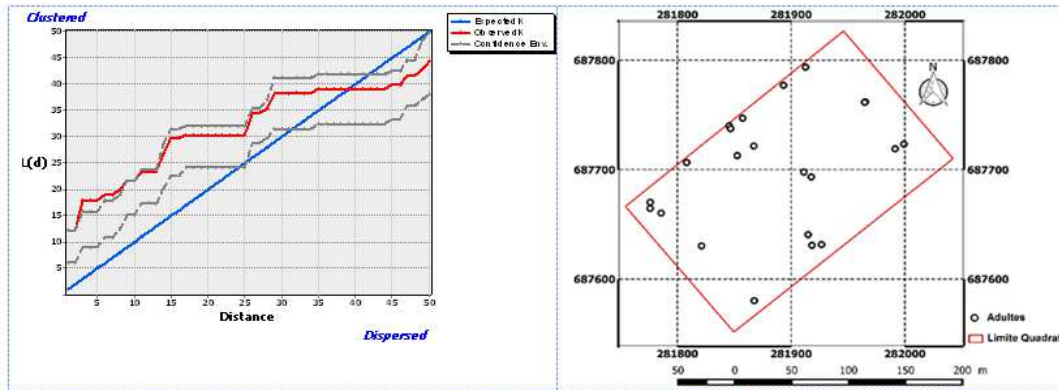 Clustered
Expected K
Observed K
Confidence Env.
50
45
40
35
30
25
20
15
10
5
L(d)
5 10 15 20 25 30 35 40 45 50
Distance
Dispersed
281800 281900 282000
687800 687800
N
687700 687700
687600 687600
Adultes
Limite Quadrat
281800 281900 282000
50 0 50 100 150 200 m